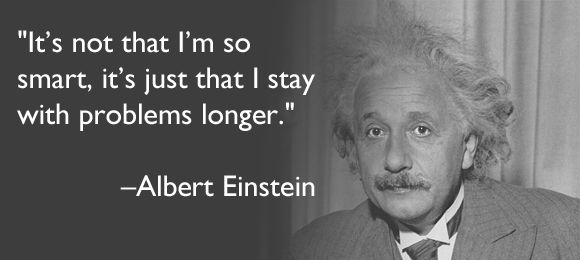 "It’s not that I’m so
smart, it’s just that I stay
with problems longer."
–Albert Einstein